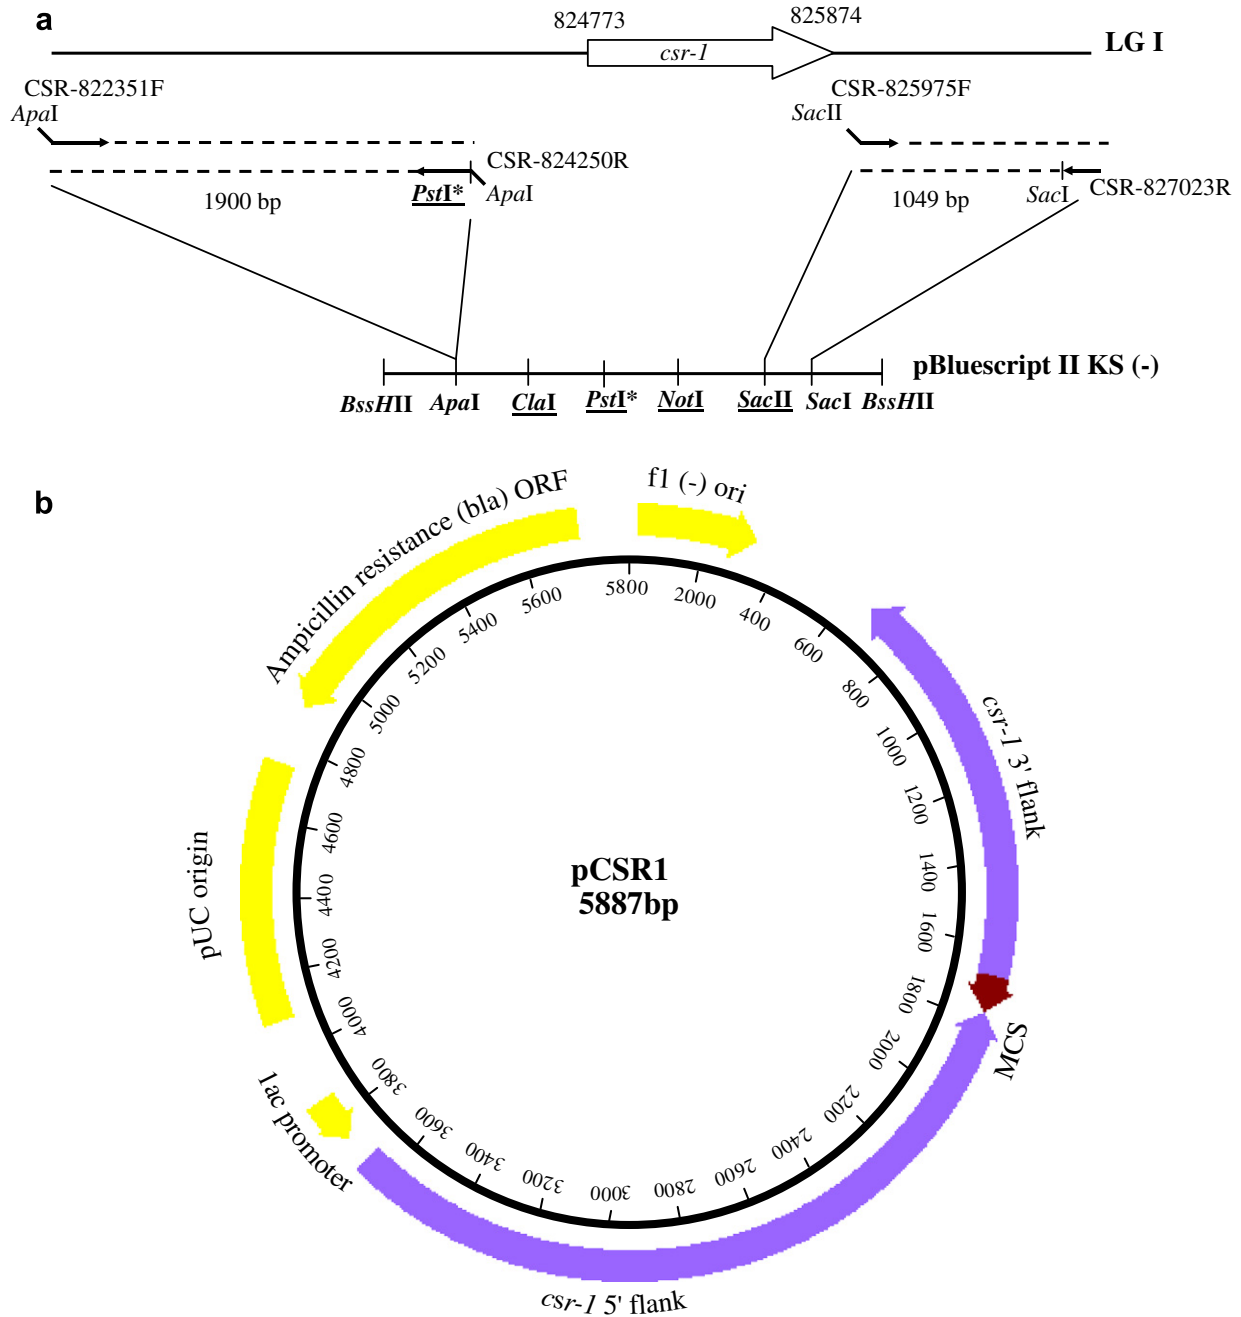 a
824773
825874
csr-1
LG I
CSR-822351F
ApaI
CSR-825975F
SacII
CSR-824250R
1900 bp
PstI*
ApaI
1049 bp
SacI
CSR-827023R
pBluescript II KS (-)
BssHII
ApaI
ClaI
PstI*
NotI
SacII
SacI
BssHII
b
Ampicillin resistance (bla) ORF
f1 (-) ori
5800
2000
400
600
800
1000
1200
1400
1600
1800
2000
2200
2400
2600
2800
3000
3200
3400
3600
3800
4000
4200
4400
4600
4800
5000
5200
5400
5600
csr-1 3' flank
pCSR1
5887bp
pUC origin
MCS
lac promoter
csr-1 5' flank